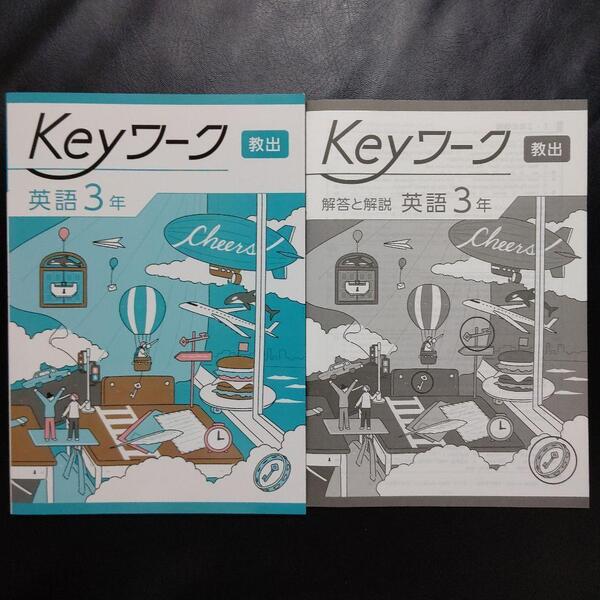 Keyワーク 教出
英語3年
Cheers
Keyワーク 教出
解答と解説 英語3年
Cheers